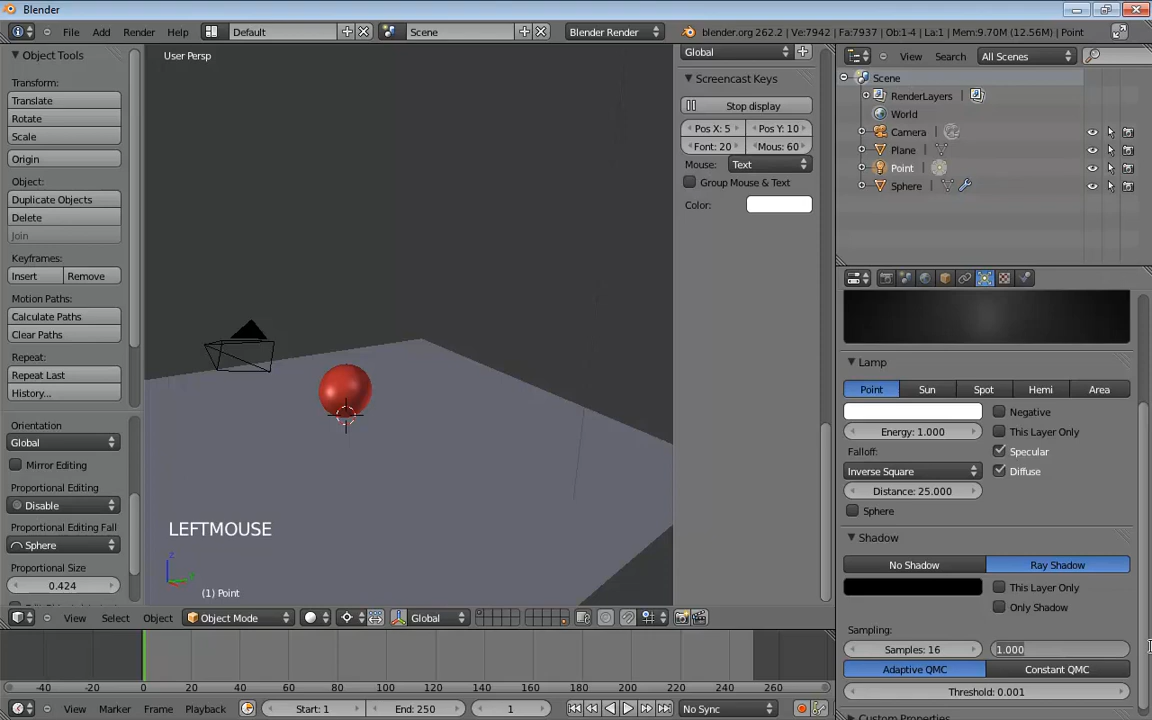 Blender
File Add Render Help Default Scene Blender Render blender.org 262.2 | Ve:7942 | Fa:7937 | Ob:1-4 | La:1 | Mem:9.70M (12.56M) | Point
Object Tools
Transform:
Translate
Rotate
Scale
Origin
Object:
Duplicate Objects
Delete
Join
Keyframes:
Insert Remove
Motion Paths:
Calculate Paths
Clear Paths
Repeat:
Repeat Last
History...
Orientation
Global
Mirror Editing
Proportional Editing
Disable
Proportional Editing Fall
Sphere
Proportional Size
0.424
User Persp
LEFTMOUSE
z
(1) Point
View Select Object Object Mode Global
Global
Screencast Keys
Stop display
Pos X: 5 Pos Y: 10
Font: 20 Mous: 60
Mouse: Text
Group Mouse & Text
Color:
View Search All Scenes
Scene
RenderLayers
World
Camera
Plane
Point
Sphere
Lamp
Point Sun Spot Hemi Area
Negative
Energy: 1.000 This Layer Only
Falloff: Specular
Inverse Square Diffuse
Distance: 25.000
Sphere
Shadow
No Shadow Ray Shadow
This Layer Only
Only Shadow
Sampling:
Samples: 16 1.000
Adaptive QMC Constant QMC
Threshold: 0.001
Custom Properties
-40 -20 0 20 40 60 80 100 120 140 160 180 200 220 240 260
View Marker Frame Playback Start: 1 End: 250 1 No Sync